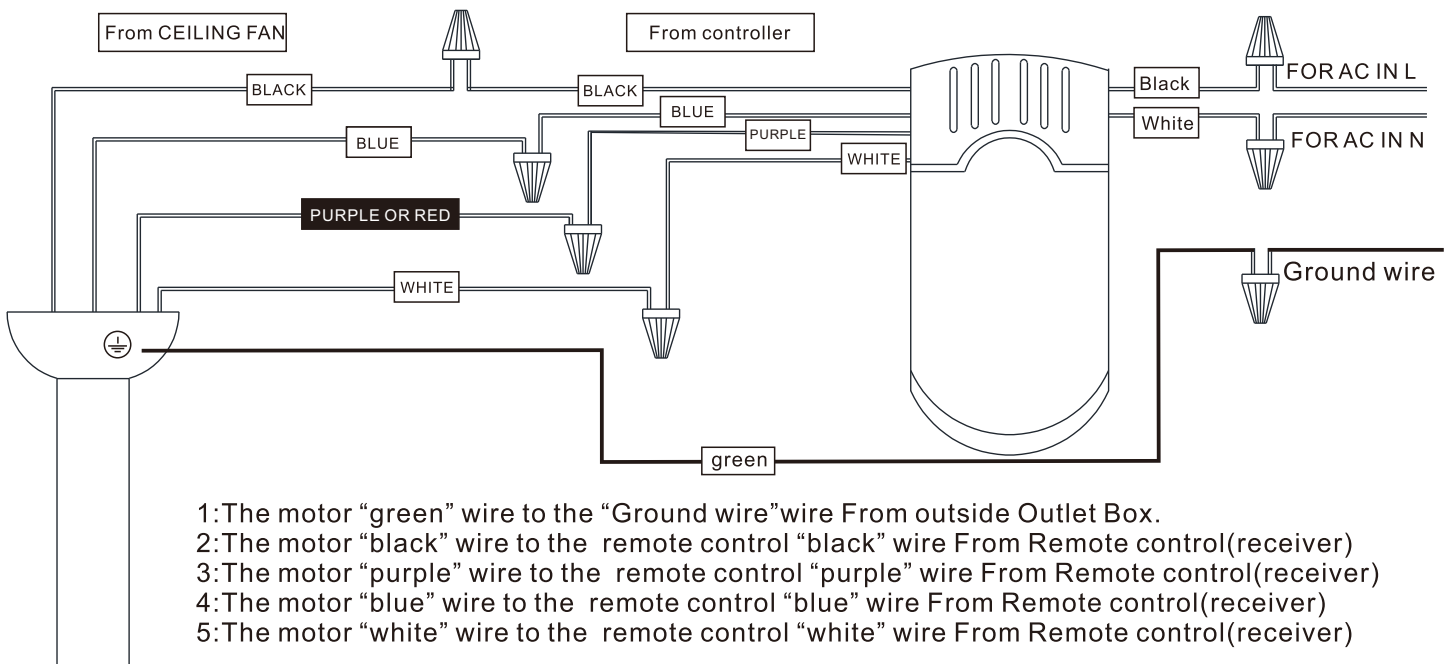 From CEILING FAN
From controller
FOR AC IN L
BLACK
BLACK
Black
BLUE
White
PURPLE
BLUE
FOR AC IN N
WHITE
PURPLE OR RED
Ground wire
WHITE
green
1:The motor “green” wire to the “Ground wire”wire From outside Outlet Box.
2:The motor “black” wire to the remote control “black” wire From Remote control(receiver)
3:The motor “purple” wire to the remote control “purple” wire From Remote control(receiver)
4:The motor “blue” wire to the remote control “blue” wire From Remote control(receiver)
5:The motor “white” wire to the remote control “white” wire From Remote control(receiver)